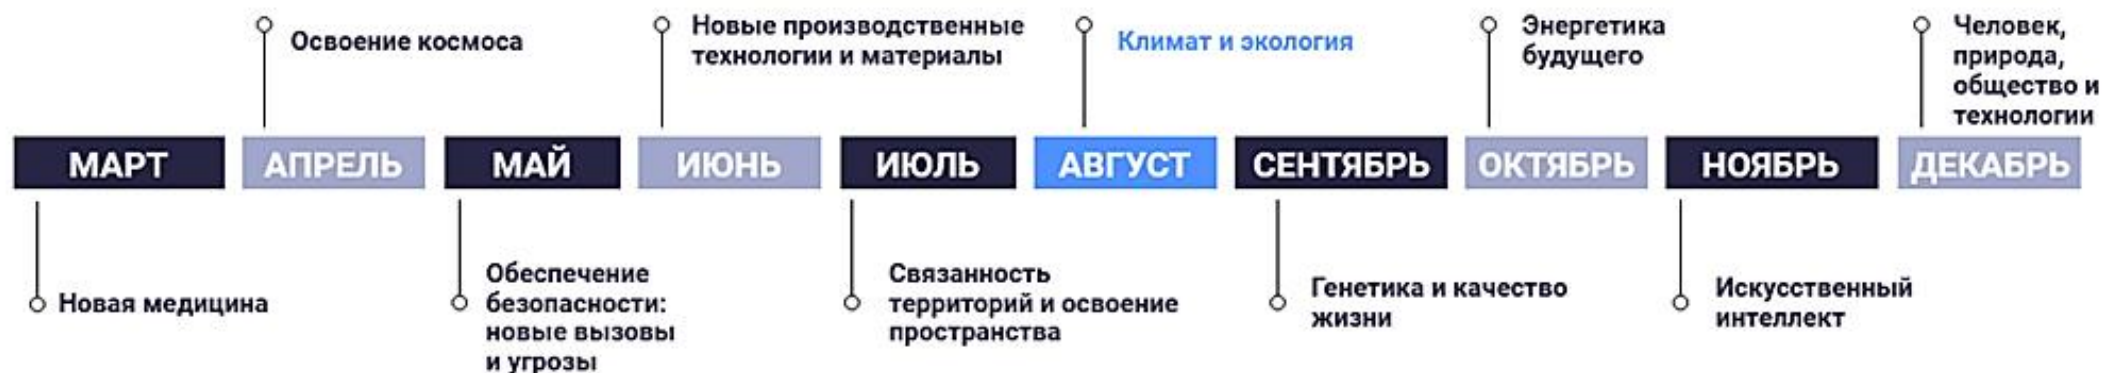 Освоение космоса
Новые производственные
технологии и материалы
Климат и экология
Энергетика
будущего
Человек,
природа,
общество и
технологии
МАРТ
АПРЕЛЬ
МАЙ
ИЮНЬ
ИЮЛЬ
АВГУСТ
СЕНТЯБРЬ
ОКТЯБРЬ
НОЯБРЬ
ДЕКАБРЬ
Новая медицина
Обеспечение
безопасности:
новые вызовы
и угрозы
Связанность
территорий и освоение
пространства
Генетика и качество
жизни
Искусственный
интеллект